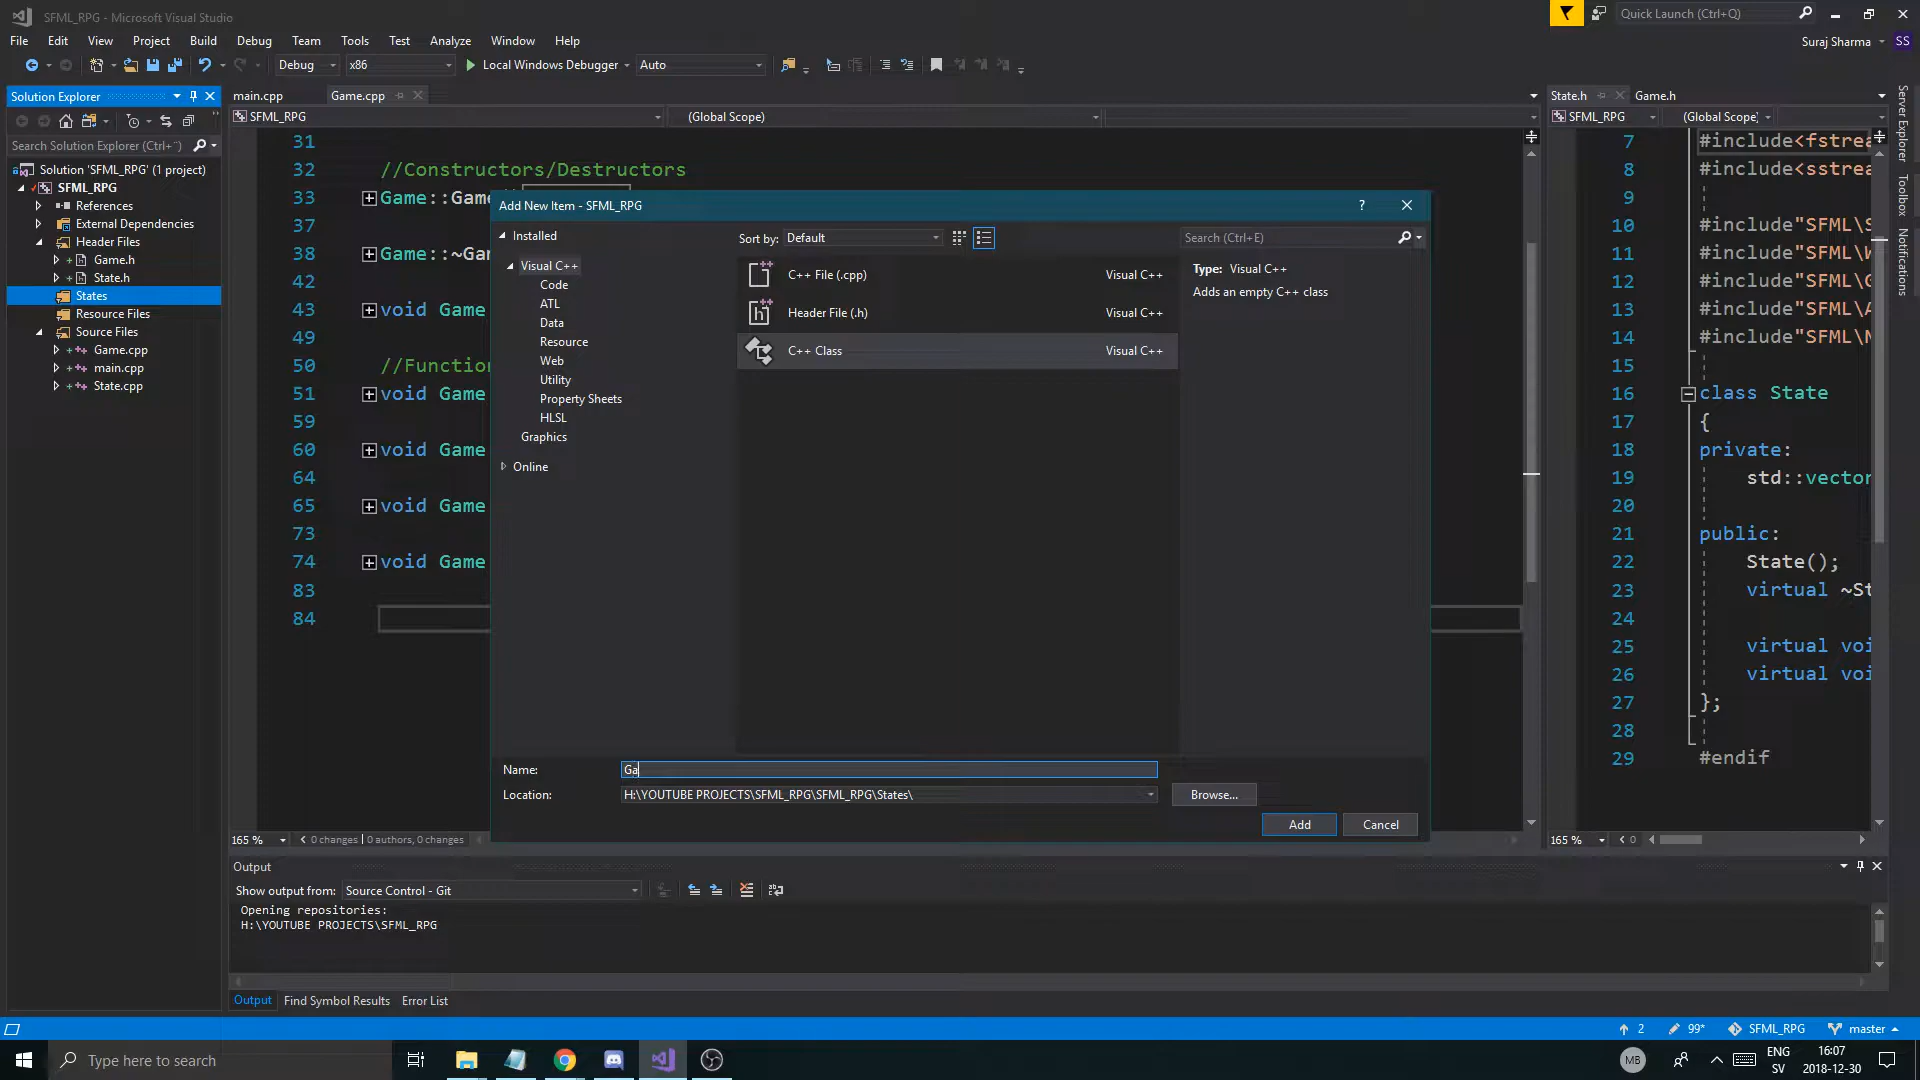 SFML_RPG - Microsoft Visual Studio
Quick Launch (Ctrl+Q)
File Edit View Project Build Debug Team Tools Test Analyze Window Help
Suraj Sharma SS
Debug x86 Local Windows Debugger Auto
Solution Explorer
Search Solution Explorer (Ctrl+¨)
Solution 'SFML_RPG' (1 project)
SFML_RPG
References
External Dependencies
Header Files
Game.h
State.h
States
Resource Files
Source Files
Game.cpp
main.cpp
State.cpp
main.cpp Game.cpp
SFML_RPG (Global Scope)
31
32 //Constructors/Destructors
33 Game::Game
37
38 Game::~Gam
42
43 void Game
49
50 //Function
51 void Game
59
60 void Game
64
65 void Game
73
74 void Game
83
84
165 % 0 changes | 0 authors, 0 changes
Add New Item - SFML_RPG
? 
Installed
Visual C++
Code
ATL
Data
Resource
Web
Utility
Property Sheets
HLSL
Graphics
Online
Sort by: Default
Search (Ctrl+E)
C++ File (.cpp) Visual C++
Header File (.h) Visual C++
C++ Class Visual C++
Type: Visual C++
Adds an empty C++ class
Name: Ga
Location: H:\YOUTUBE PROJECTS\SFML_RPG\SFML_RPG\States\
Browse...
Add Cancel
State.h Game.h
SFML_RPG (Global Scope)
7 #include<fstrea
8 #include<sstrea
9
10 #include"SFML\S
11 #include"SFML\W
12 #include"SFML\G
13 #include"SFML\A
14 #include"SFML\N
15
16 class State
17 {
18 private:
19 std::vector
20
21 public:
22 State();
23 virtual ~St
24
25 virtual voi
26 virtual voi
27 };
28
29 #endif
165 % 0
Server Explorer
Toolbox
Notifications
Output
Show output from: Source Control - Git
Opening repositories:
H:\YOUTUBE PROJECTS\SFML_RPG
Output Find Symbol Results Error List
2 99* SFML_RPG master
Type here to search
MB
ENG
SV
16:07
2018-12-30